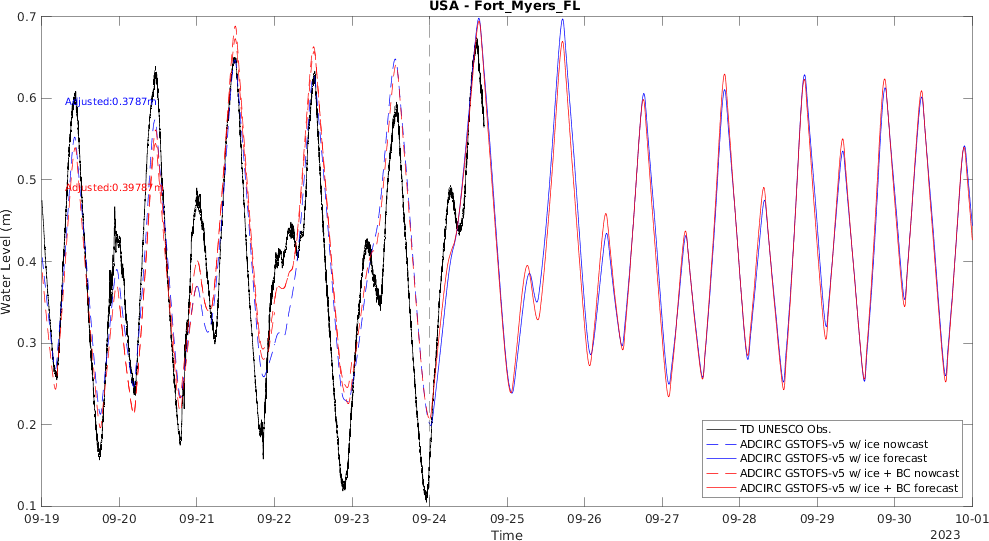 USA - Fort_Myers_FL
0.7
0.6
0.5
0.4
0.3
0.2
0.1
Water Level (m)
Adjusted:0.3787m
Adjusted:0.39787m
TD UNESCO Obs.
ADCIRC GSTOFS-v5 w/ ice nowcast
ADCIRC GSTOFS-v5 w/ ice forecast
ADCIRC GSTOFS-v5 w/ ice + BC nowcast
ADCIRC GSTOFS-v5 w/ ice + BC forecast
09-19 09-20 09-21 09-22 09-23 09-24 09-25 09-26 09-27 09-28 09-29 09-30 10-01
Time
2023